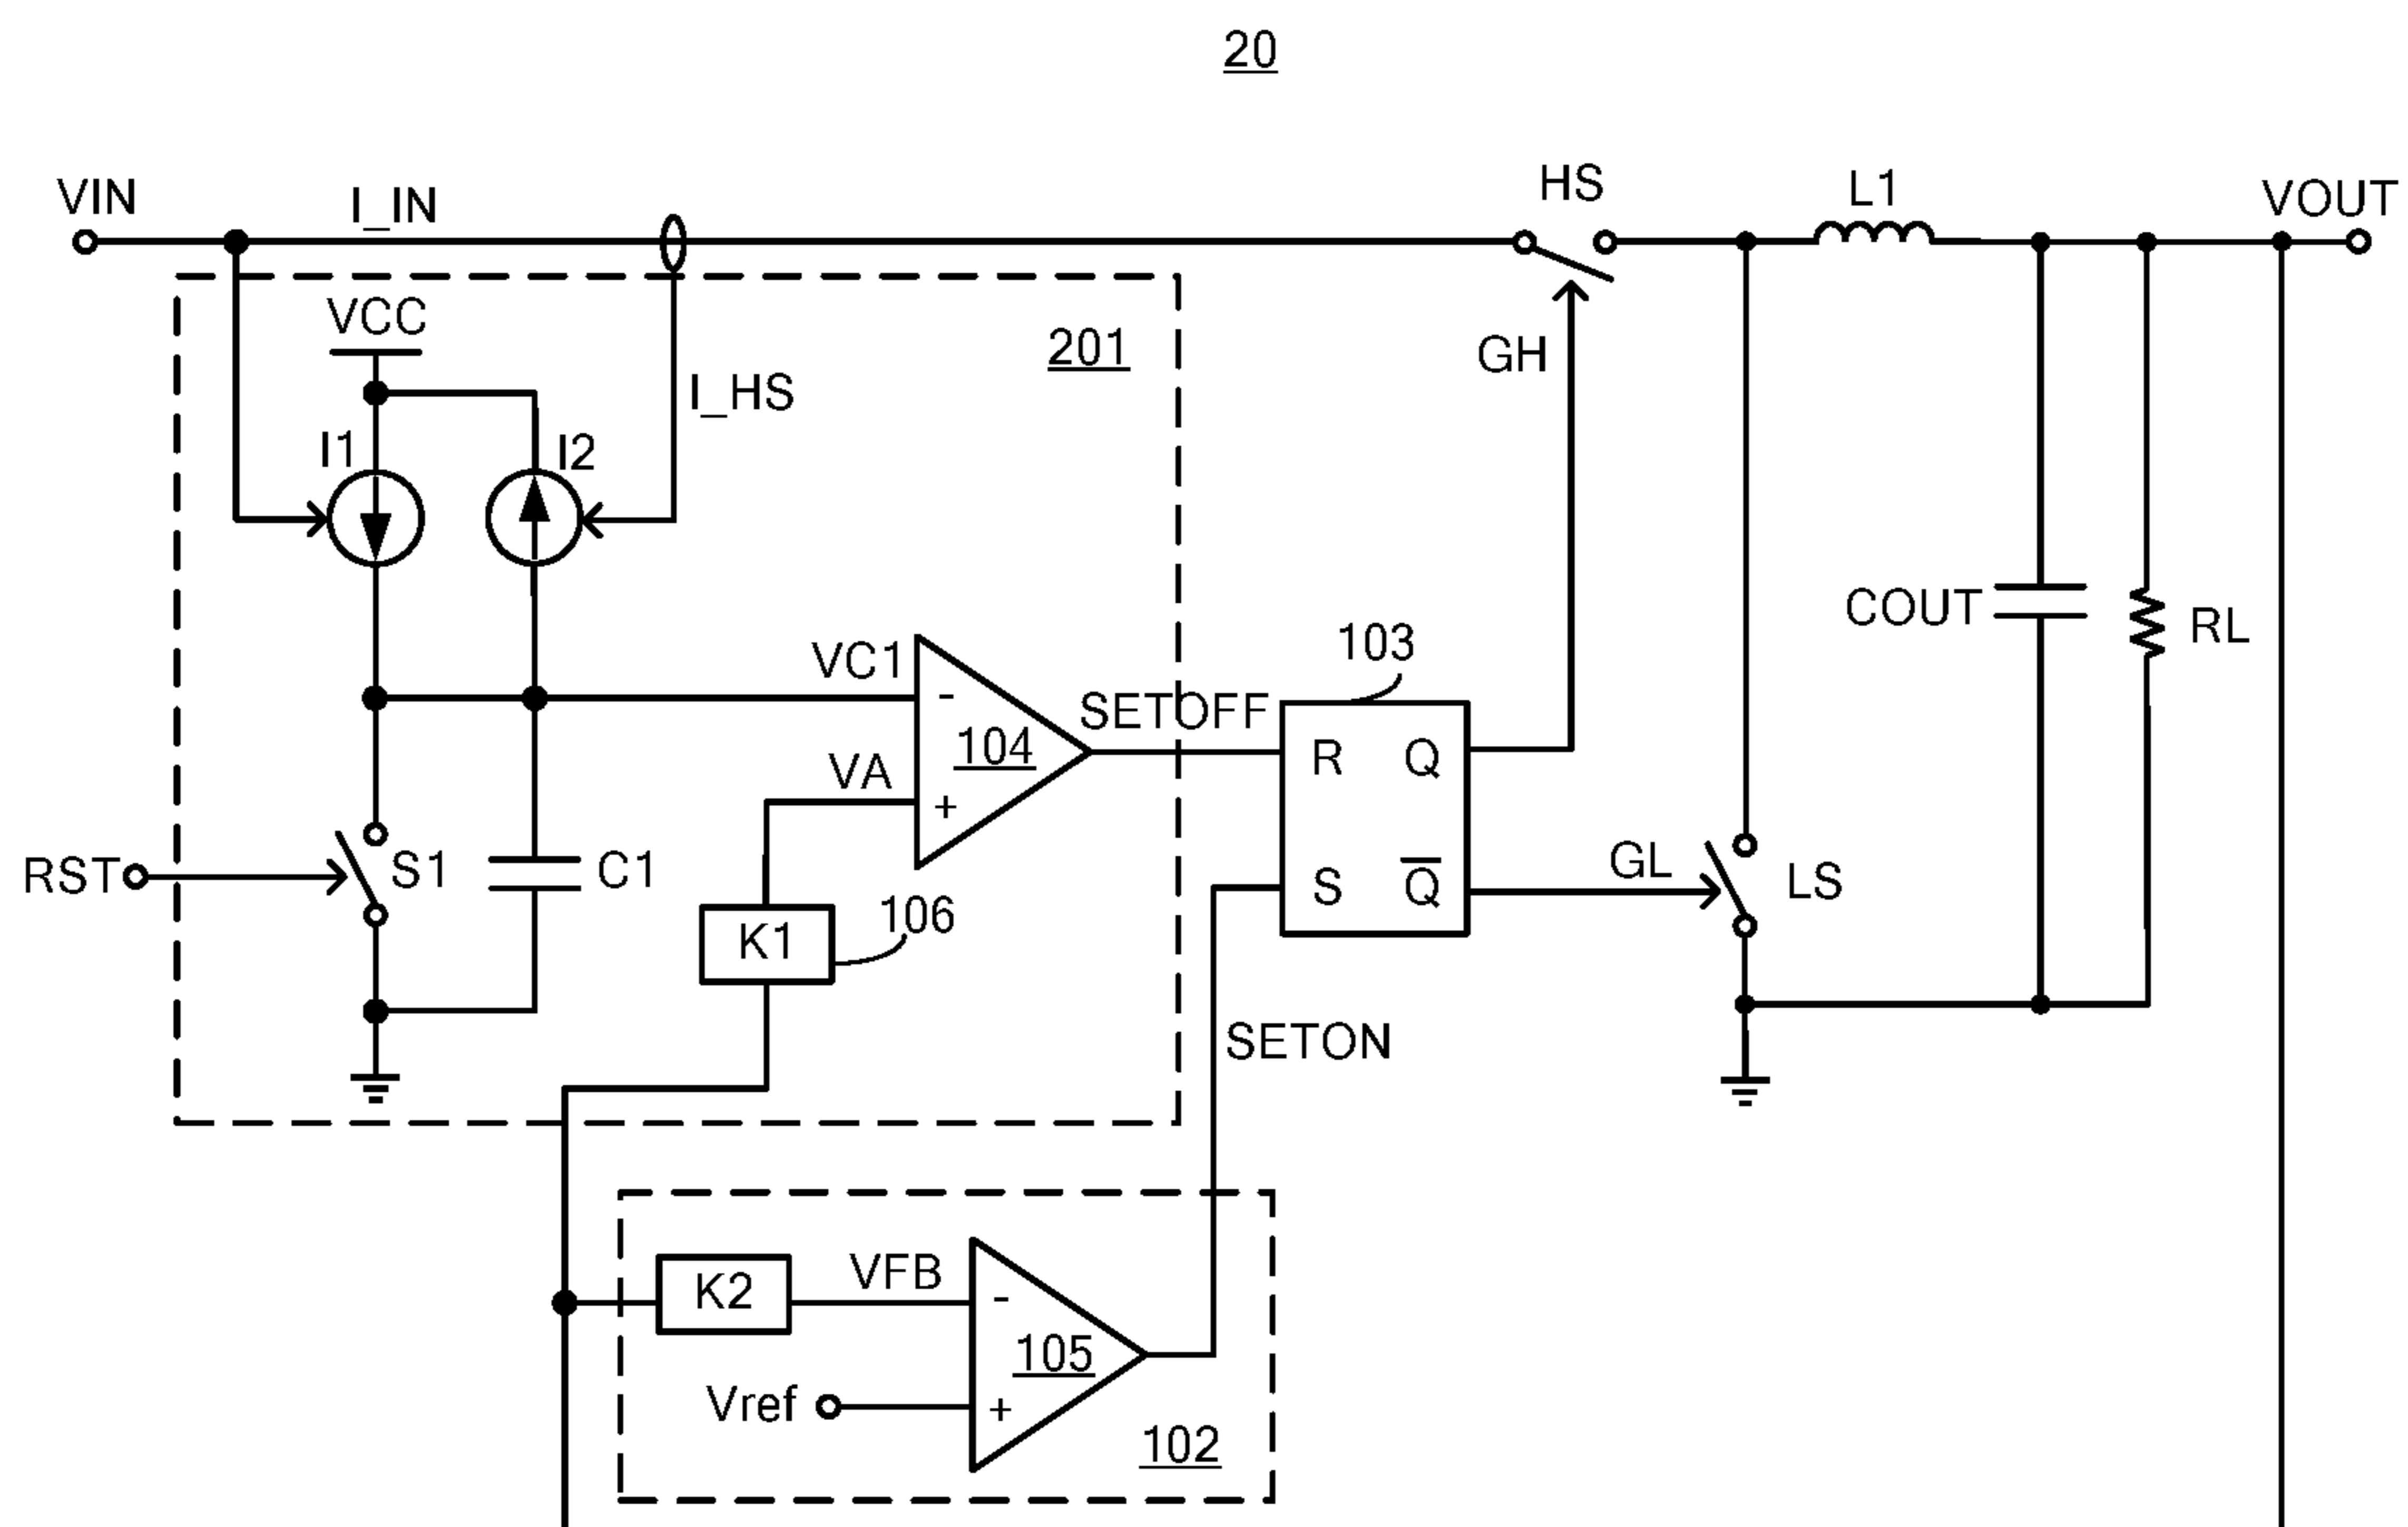 20
VIN
I_IN
HS
L1
VOUT
VCC
201
I_HS
GH
I1
I2
COUT
RL
VC1
-
104
SETOFF
103
VA
+
R
Q
S
Q̅
RST
S1
C1
K1
106
GL
LS
SETON
K2
VFB
-
105
Vref
+
102